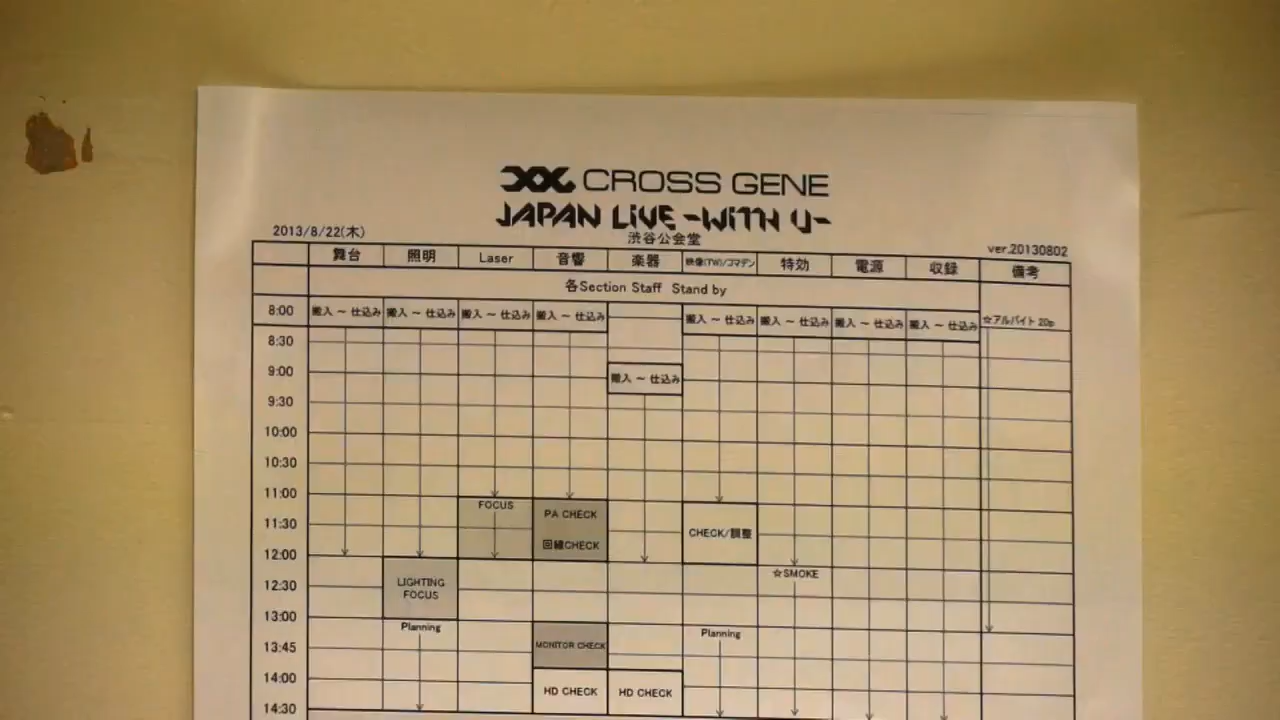 CROSS GENE
JAPAN LiVE -WiTH U-
渋谷公会堂
2013/8/22(木)
ver.20130802
舞台 照明 Laser 音響 楽器 映像(TW)/コマデン 特効 電源 収録 備考
各Section Staff Stand by
8:00 搬入 ～ 仕込み 搬入 ～ 仕込み 搬入 ～ 仕込み 搬入 ～ 仕込み 搬入 ～ 仕込み 搬入 ～ 仕込み 搬入 ～ 仕込み 搬入 ～ 仕込み ☆アルバイト 20p
8:30
9:00 搬入 ～ 仕込み
9:30
10:00
10:30
11:00 FOCUS
PA CHECK
11:30 回線CHECK CHECK/調整
12:00 ☆SMOKE
12:30 LIGHTING
FOCUS
13:00 Planning Planning
13:45 MONITOR CHECK
14:00 HD CHECK HD CHECK
14:30